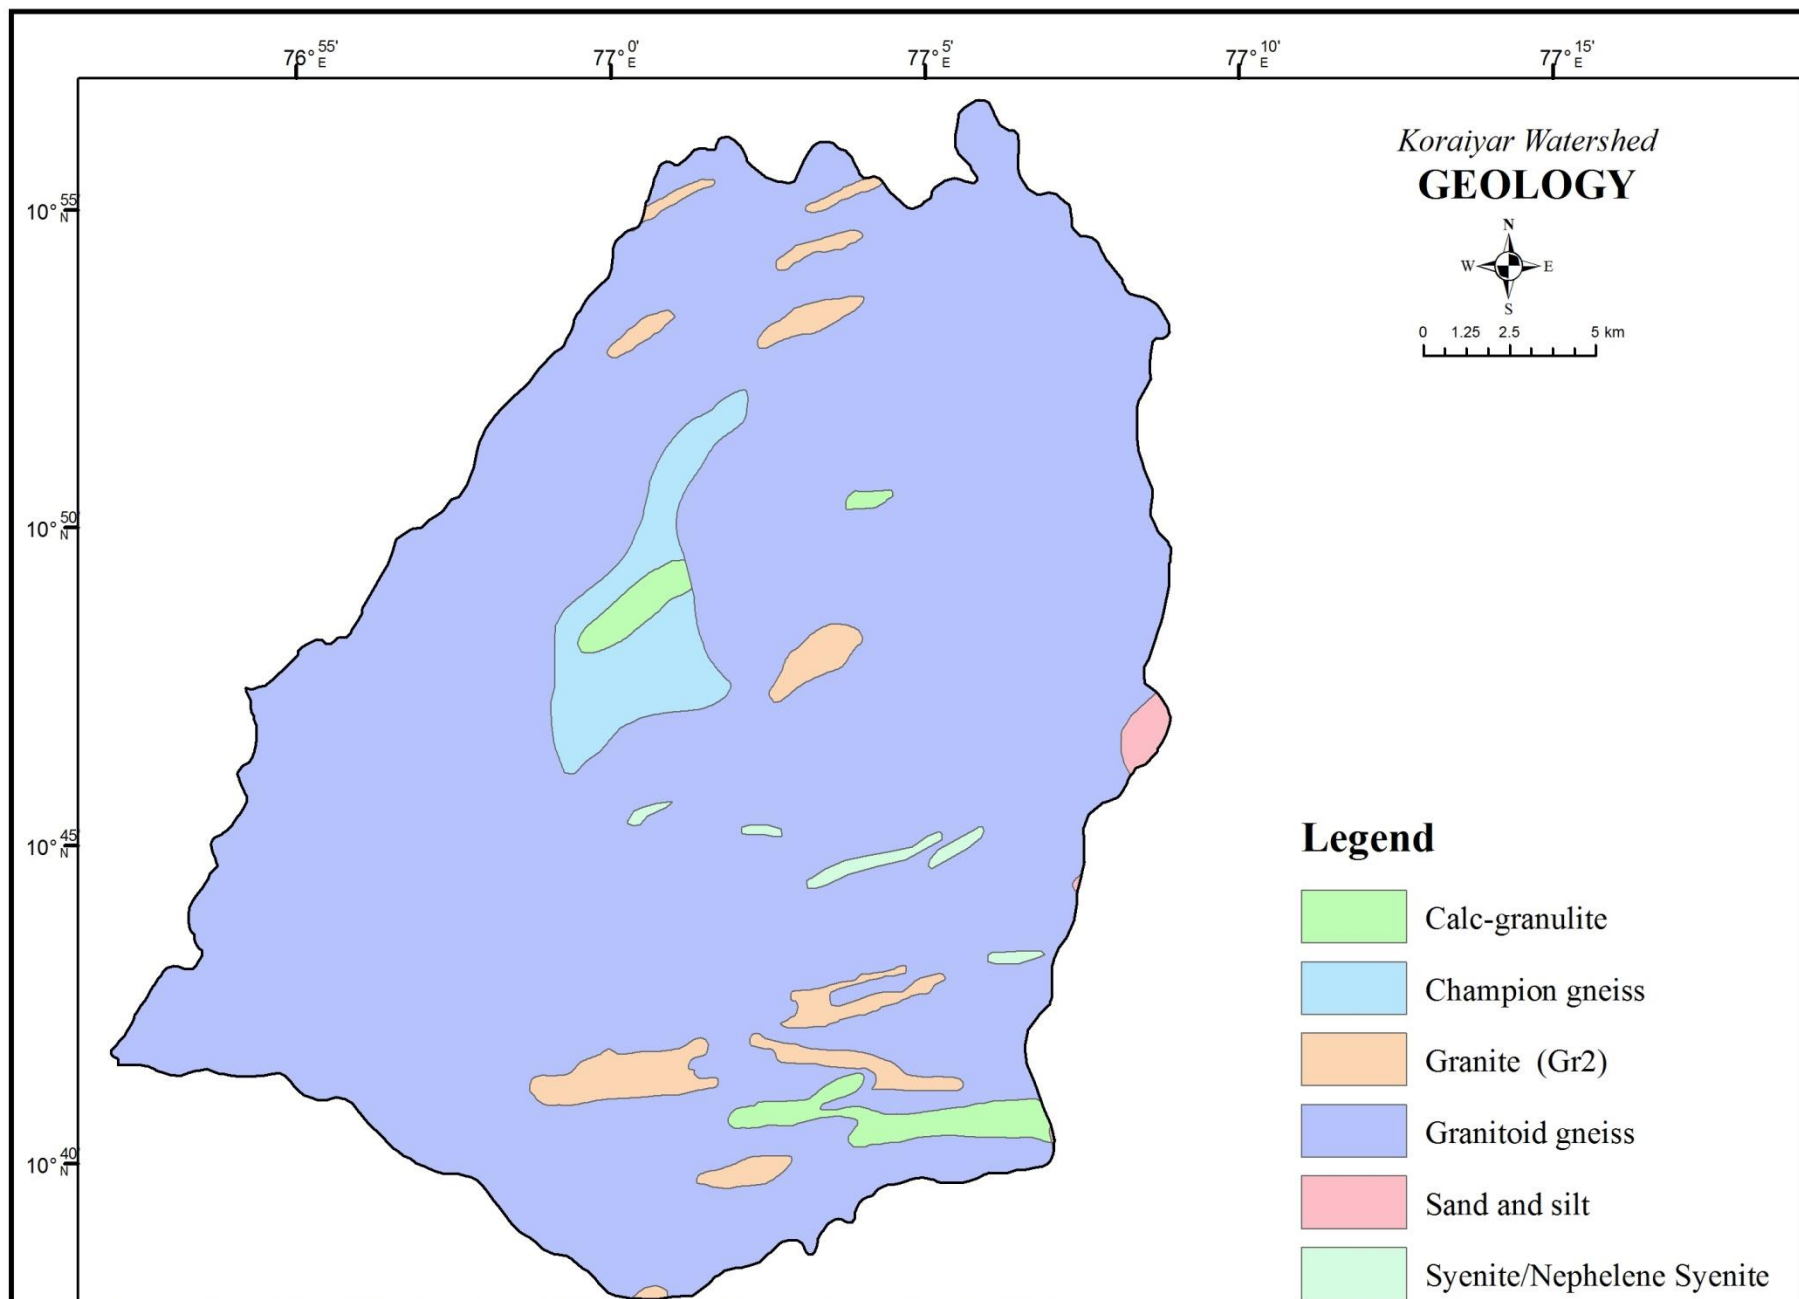 76°55'E 77°0'E 77°5'E 77°10'E 77°15'E
Koraiyar Watershed
GEOLOGY
N
W E
S
0 1.25 2.5 5 km
10°55'N
10°50'N
10°45'N
10°40'N
Legend
Calc-granulite
Champion gneiss
Granite (Gr2)
Granitoid gneiss
Sand and silt
Syenite/Nephelene Syenite